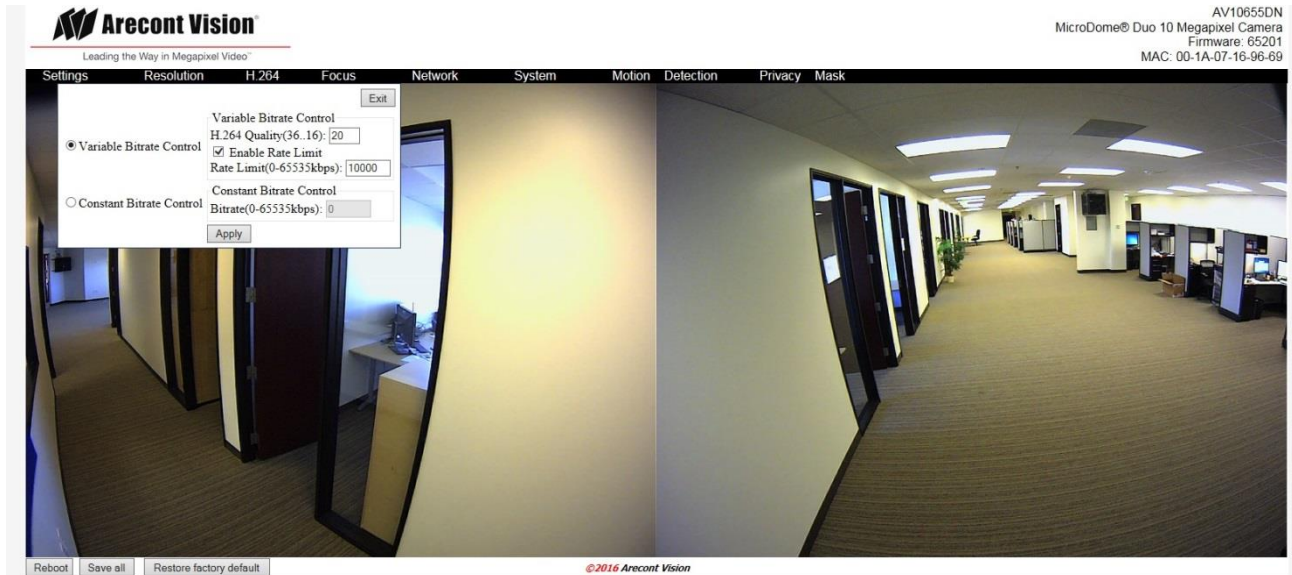 Arecont Vision®
Leading the Way in Megapixel Video™
AV10655DN
MicroDome® Duo 10 Megapixel Camera
Firmware: 65201
MAC: 00-1A-07-16-96-69
Settings Resolution H.264 Focus Network System Motion Detection Privacy Mask
Exit
Variable Bitrate Control
Variable Bitrate Control
H.264 Quality(36..16): 20
Enable Rate Limit
Rate Limit(0-65535kbps): 10000
Constant Bitrate Control
Constant Bitrate Control
Bitrate(0-65535kbps): 0
Apply
Reboot Save all Restore factory default
©2016 Arecont Vision